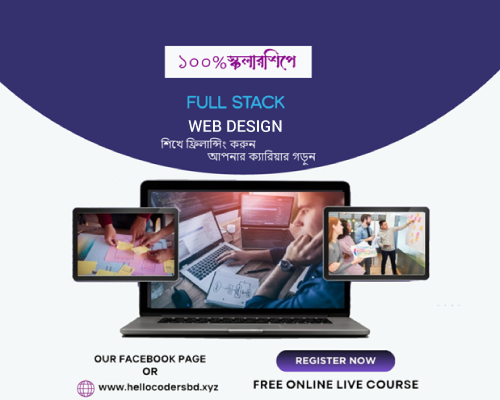 ১০০%স্কলারশিপে
FULL STACK
WEB DESIGN
শিখে ফ্রিলান্সিং করুন
আপনার ক্যারিয়ার গড়ুন
OUR FACEBOOK PAGE
OR
www.hellocodersbd.xyz
REGISTER NOW
FREE ONLINE LIVE COURSE